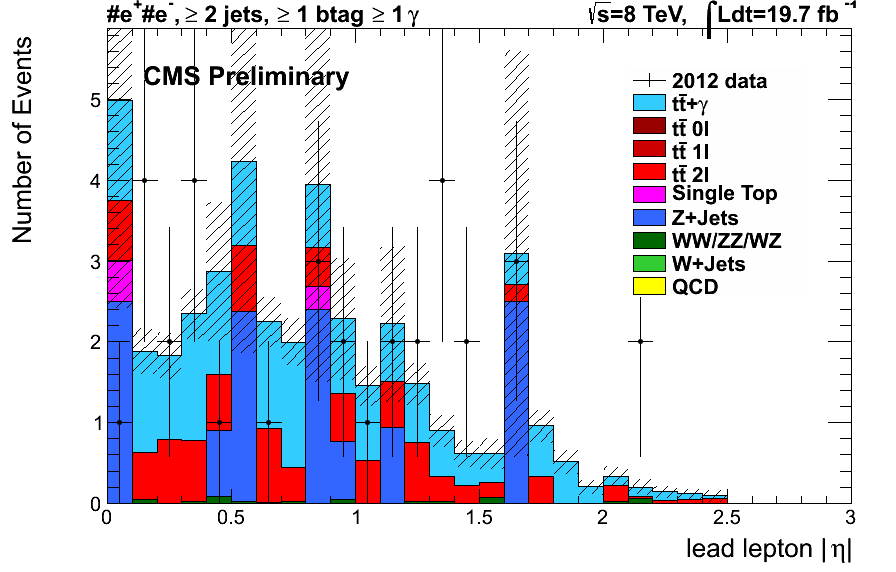 #e⁺#e⁻, ≥ 2 jets, ≥ 1 btag ≥ 1 γ
√s=8 TeV, ∫Ldt=19.7 fb⁻¹
CMS Preliminary
2012 data
tt̄+γ
tt̄ 0l
tt̄ 1l
tt̄ 2l
Single Top
Z+Jets
WW/ZZ/WZ
W+Jets
QCD
Number of Events
5
4
3
2
1
0
0 0.5 1 1.5 2 2.5 3
lead lepton |η|